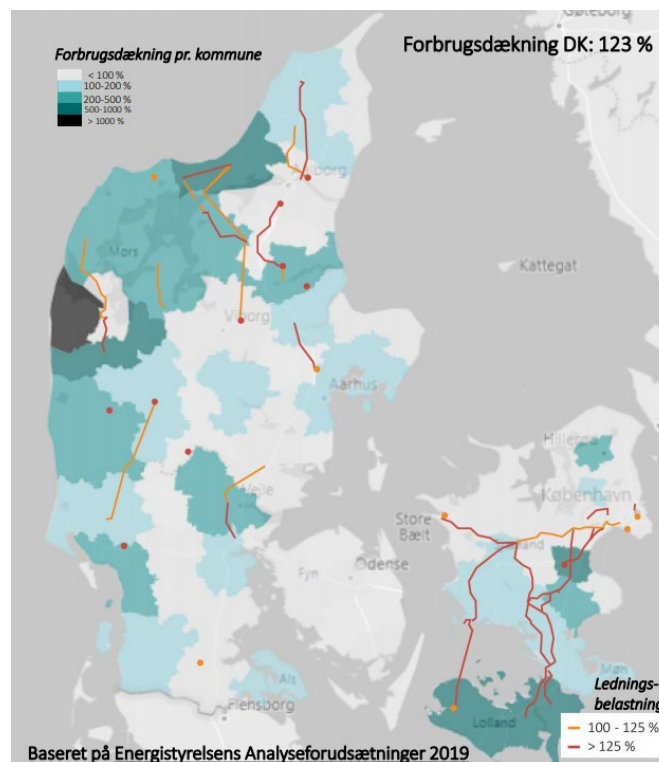 Göteborg
Forbrugsdækning pr. kommune
Forbrugsdækning DK: 123 %
< 100 %
100-200 %
200-500 %
500-1000 %
> 1000 %
Aalborg
Mors
Kattegat
Viborg
Aarhus
Hillerød
Vejle
København
Store
Bælt
Odense
Fyn
Møn
Als
Lednings-
belastning
Flensborg
Lolland
100 - 125 %
> 125 %
Baseret på Energistyrelsens Analyseforudsætninger 2019